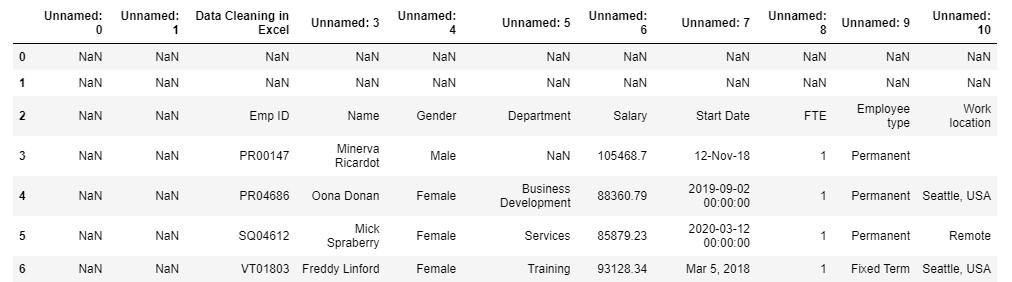 Unnamed: 0 Unnamed: 1 Data Cleaning in Excel Unnamed: 3 Unnamed: 4 Unnamed: 5 Unnamed: 6 Unnamed: 7 Unnamed: 8 Unnamed: 9 Unnamed: 10
0 NaN NaN NaN NaN NaN NaN NaN NaN NaN NaN NaN
1 NaN NaN NaN NaN NaN NaN NaN NaN NaN NaN NaN
2 NaN NaN Emp ID Name Gender Department Salary Start Date FTE Employee type Work location
3 NaN NaN PR00147 Minerva Ricardot Male NaN 105468.7 12-Nov-18 1 Permanent
4 NaN NaN PR04686 Oona Donan Female Business Development 88360.79 2019-09-02 00:00:00 1 Permanent Seattle, USA
5 NaN NaN SQ04612 Mick Spraberry Female Services 85879.23 2020-03-12 00:00:00 1 Permanent Remote
6 NaN NaN VT01803 Freddy Linford Female Training 93128.34 Mar 5, 2018 1 Fixed Term Seattle, USA